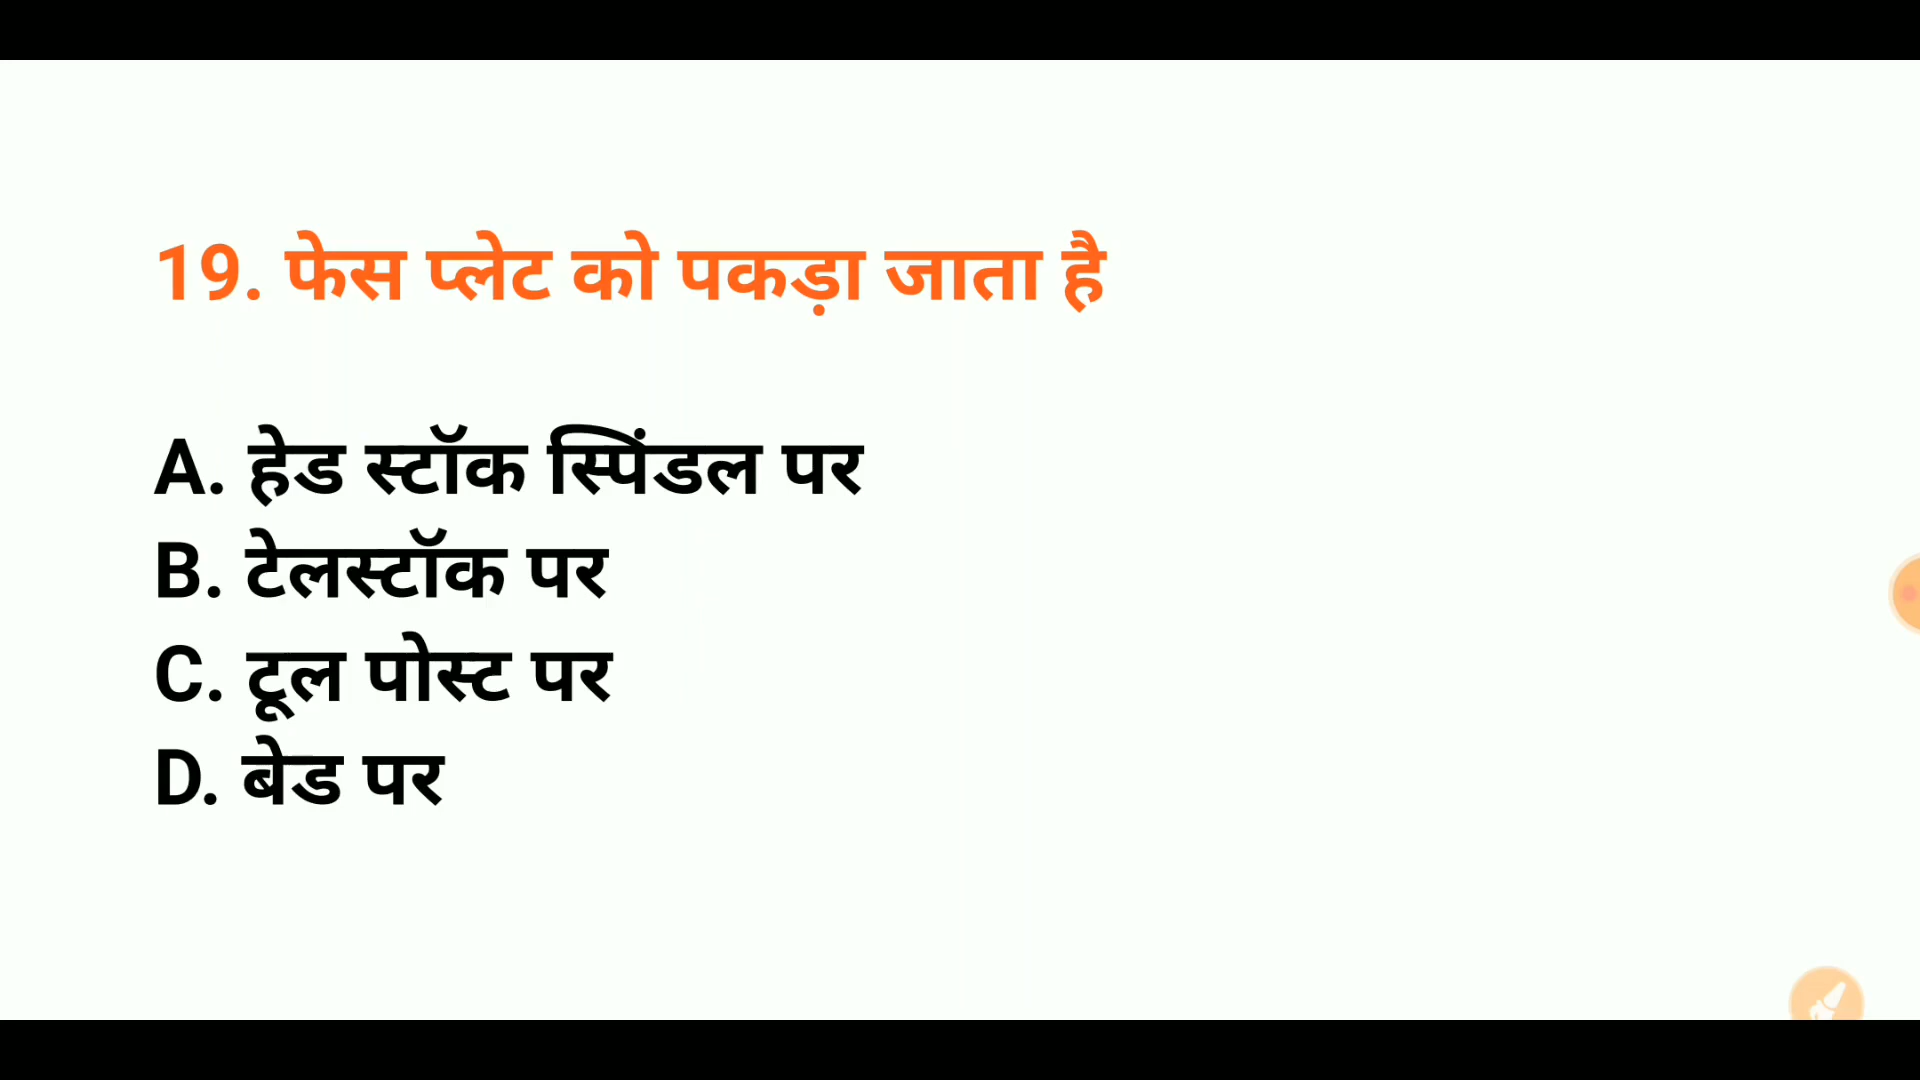 19. फेस प्लेट को पकड़ा जाता है
A. हेड स्टॉक स्पिंडल पर
B. टेलस्टॉक पर
C. टूल पोस्ट पर
D. बेड पर